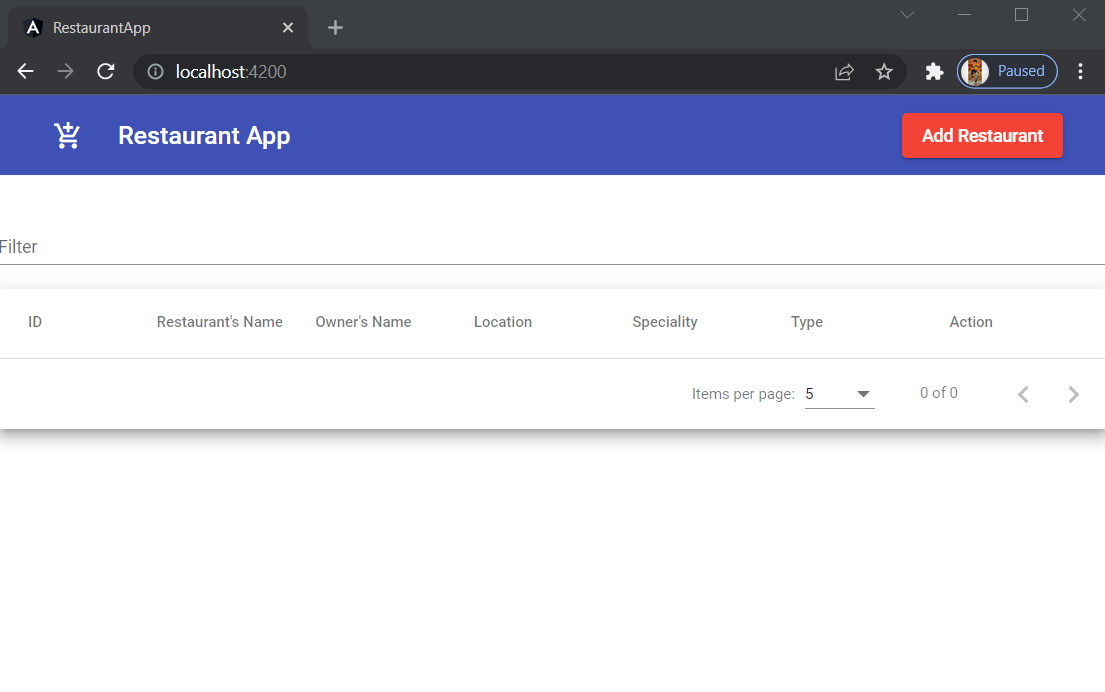 RestaurantApp
localhost:4200
Paused
Restaurant App
Add Restaurant
Filter
ID Restaurant's Name Owner's Name Location Speciality Type Action
Items per page: 5 0 of 0